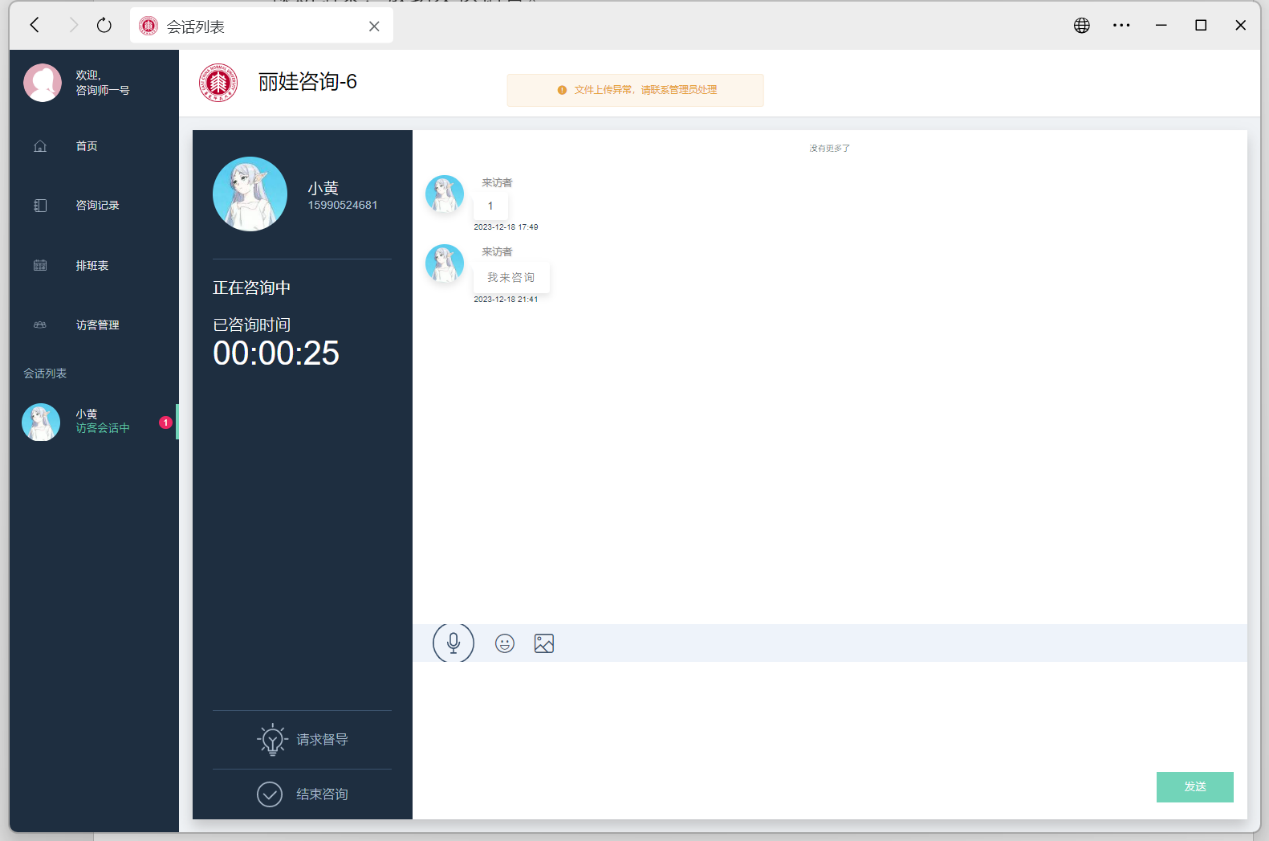 会话列表
欢迎,
咨询师一号
丽娃咨询-6
文件上传异常，请联系管理员处理
首页
咨询记录
排班表
访客管理
会话列表
小黄
访客会话中
1
小黄
15990524681
正在咨询中
已咨询时间
00:00:25
请求督导
结束咨询
没有更多了
来访者
1
2023-12-18 17:49
来访者
我来咨询
2023-12-18 21:41
发送